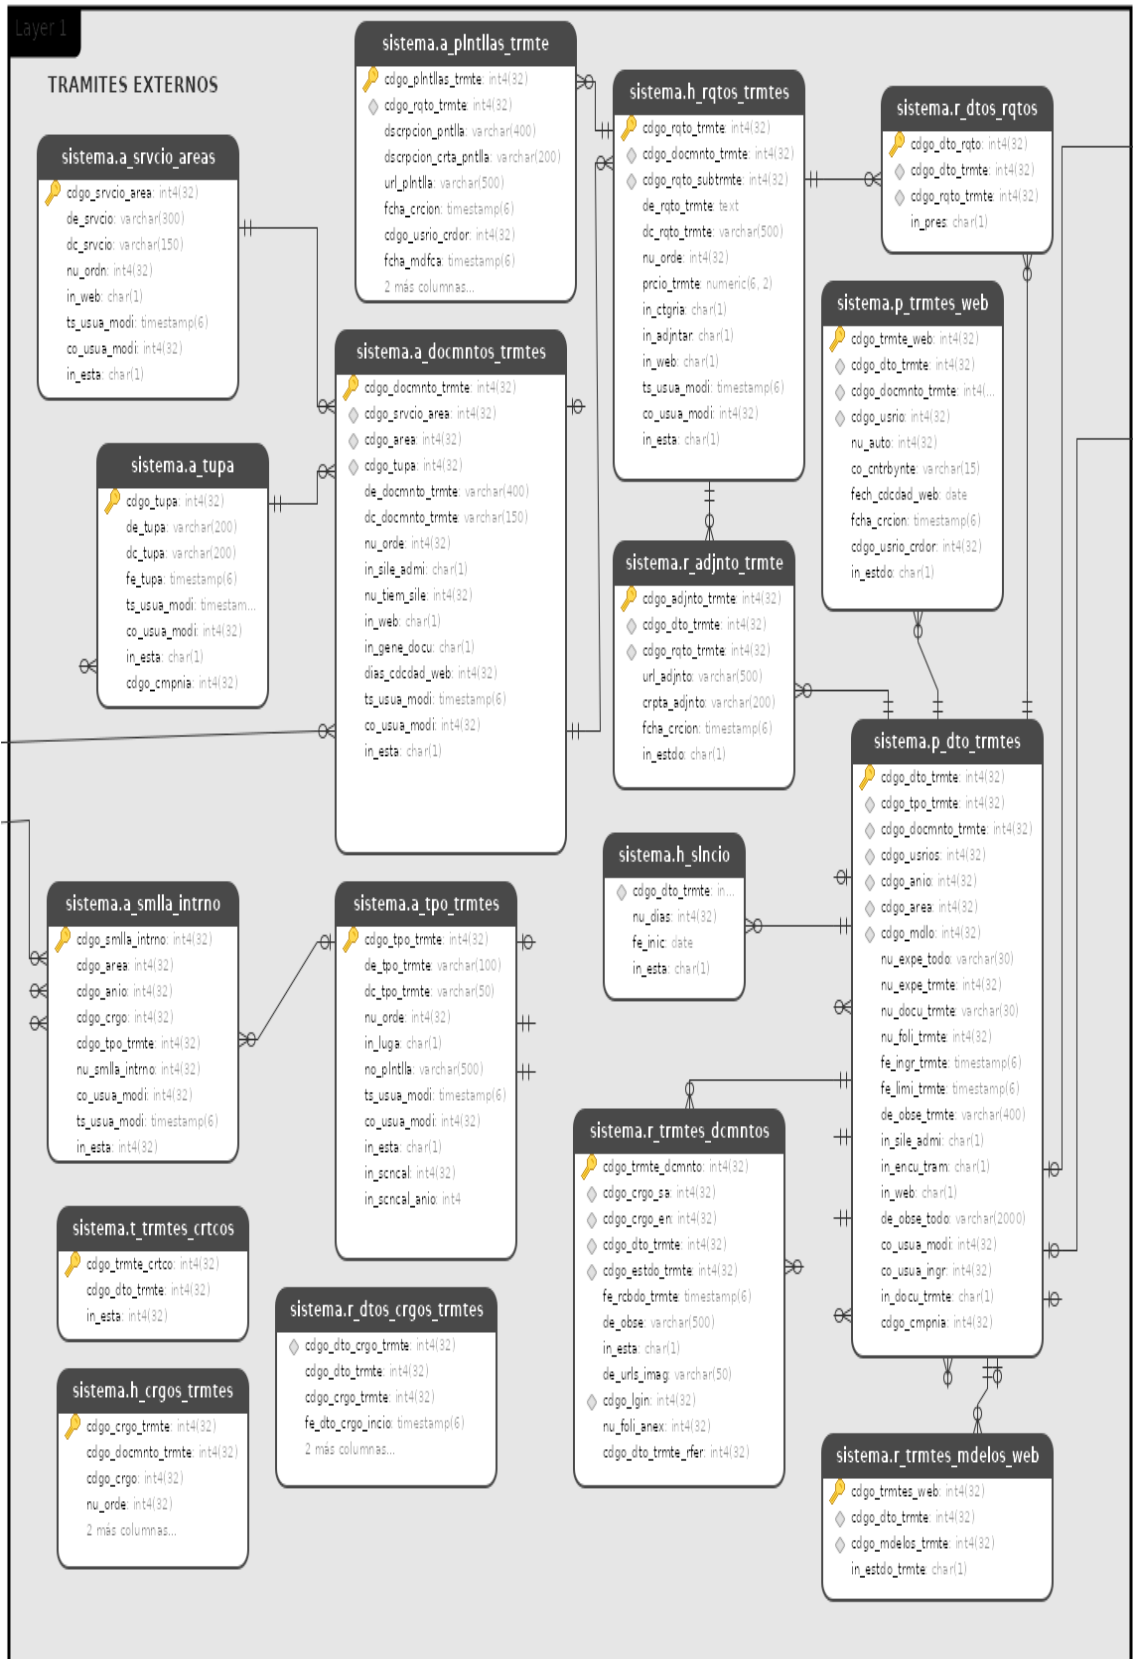 Layer 1
TRAMITES EXTERNOS
sistema.a_plntllas_trmte
cdgo_plntllas_trmte: int4(32)
cdgo_rqto_trmte: int4(32)
dscrpcion_pntlla: varchar(400)
dscrpcion_crta_pntlla: varchar(200)
url_plntlla: varchar(500)
fcha_crcion: timestamp(6)
cdgo_usrio_crdor: int4(32)
fcha_mdfca: timestamp(6)
2 más columnas...
sistema.h_rqtos_trmtes
cdgo_rqto_trmte: int4(32)
cdgo_docmnto_trmte: int4(32)
cdgo_rqto_subtrmte: int4(32)
de_rqto_trmte: text
dc_rqto_trmte: varchar(500)
nu_orde: int4(32)
prcio_trmte: numeric(6, 2)
in_ctgria: char(1)
in_adjntar: char(1)
in_web: char(1)
ts_usua_modi: timestamp(6)
co_usua_modi: int4(32)
in_esta: char(1)
sistema.r_dtos_rqtos
cdgo_dto_rqto: int4(32)
cdgo_dto_trmte: int4(32)
cdgo_rqto_trmte: int4(32)
in_pres: char(1)
sistema.a_srvcio_areas
cdgo_srvcio_area: int4(32)
de_srvcio: varchar(300)
dc_srvcio: varchar(150)
nu_ordn: int4(32)
in_web: char(1)
ts_usua_modi: timestamp(6)
co_usua_modi: int4(32)
in_esta: char(1)
sistema.p_trmtes_web
cdgo_trmte_web: int4(32)
cdgo_dto_trmte: int4(32)
cdgo_docmnto_trmte: int4(...
cdgo_usrio: int4(32)
nu_auto: int4(32)
co_cntrbynte: varchar(15)
fech_cdcdad_web: date
fcha_crcion: timestamp(6)
cdgo_usrio_crdor: int4(32)
in_estdo: char(1)
sistema.a_docmntos_trmtes
cdgo_docmnto_trmte: int4(32)
cdgo_srvcio_area: int4(32)
cdgo_area: int4(32)
cdgo_tupa: int4(32)
de_docmnto_trmte: varchar(400)
dc_docmnto_trmte: varchar(150)
nu_orde: int4(32)
in_sile_admi: char(1)
nu_tiem_sile: int4(32)
in_web: char(1)
in_gene_docu: char(1)
dias_cdcdad_web: int4(32)
ts_usua_modi: timestamp(6)
co_usua_modi: int4(32)
in_esta: char(1)
sistema.a_tupa
cdgo_tupa: int4(32)
de_tupa: varchar(200)
dc_tupa: varchar(200)
fe_tupa: timestamp(6)
ts_usua_modi: timestam...
co_usua_modi: int4(32)
in_esta: char(1)
cdgo_cmpnia: int4(32)
sistema.r_adjnto_trmte
cdgo_adjnto_trmte: int4(32)
cdgo_dto_trmte: int4(32)
cdgo_rqto_trmte: int4(32)
url_adjnto: varchar(500)
crpta_adjnto: varchar(200)
fcha_crcion: timestamp(6)
in_estdo: char(1)
sistema.p_dto_trmtes
cdgo_dto_trmte: int4(32)
cdgo_tpo_trmte: int4(32)
cdgo_docmnto_trmte: int4(32)
cdgo_usrios: int4(32)
cdgo_anio: int4(32)
cdgo_area: int4(32)
cdgo_mdlo: int4(32)
nu_expe_todo: varchar(30)
nu_expe_trmte: int4(32)
nu_docu_trmte: varchar(30)
nu_foli_trmte: int4(32)
fe_ingr_trmte: timestamp(6)
fe_limi_trmte: timestamp(6)
de_obse_trmte: varchar(400)
in_sile_admi: char(1)
in_encu_tram: char(1)
in_web: char(1)
de_obse_todo: varchar(2000)
co_usua_modi: int4(32)
co_usua_ingr: int4(32)
in_docu_trmte: char(1)
cdgo_cmpnia: int4(32)
sistema.h_slncio
cdgo_dto_trmte: in...
nu_dias: int4(32)
fe_inic: date
in_esta: char(1)
sistema.a_smlla_intrno
cdgo_smlla_intrno: int4(32)
cdgo_area: int4(32)
cdgo_anio: int4(32)
cdgo_crgo: int4(32)
cdgo_tpo_trmte: int4(32)
nu_smlla_intrno: int4(32)
co_usua_modi: int4(32)
ts_usua_modi: timestamp(6)
in_esta: int4(32)
sistema.a_tpo_trmtes
cdgo_tpo_trmte: int4(32)
de_tpo_trmte: varchar(100)
dc_tpo_trmte: varchar(50)
nu_orde: int4(32)
in_luga: char(1)
no_plntlla: varchar(500)
ts_usua_modi: timestamp(6)
co_usua_modi: int4(32)
in_esta: char(1)
in_scncal: int4(32)
in_scncal_anio: int4
sistema.r_trmtes_dcmntos
cdgo_trmte_dcmnto: int4(32)
cdgo_crgo_sa: int4(32)
cdgo_crgo_en: int4(32)
cdgo_dto_trmte: int4(32)
cdgo_estdo_trmte: int4(32)
fe_rcbdo_trmte: timestamp(6)
de_obse: varchar(500)
in_esta: char(1)
de_urls_imag: varchar(50)
cdgo_lgin: int4(32)
nu_foli_anex: int4(32)
cdgo_dto_trmte_rfer: int4(32)
sistema.t_trmtes_crtcos
cdgo_trmte_crtco: int4(32)
cdgo_dto_trmte: int4(32)
in_esta: int4(32)
sistema.r_dtos_crgos_trmtes
cdgo_dto_crgo_trmte: int4(32)
cdgo_dto_trmte: int4(32)
cdgo_crgo_trmte: int4(32)
fe_dto_crgo_incio: timestamp(6)
2 más columnas...
sistema.h_crgos_trmtes
cdgo_crgo_trmte: int4(32)
cdgo_docmnto_trmte: int4(32)
cdgo_crgo: int4(32)
nu_orde: int4(32)
2 más columnas...
sistema.r_trmtes_mdelos_web
cdgo_trmtes_web: int4(32)
cdgo_dto_trmte: int4(32)
cdgo_mdelos_trmte: int4(32)
in_estdo_trmte: char(1)